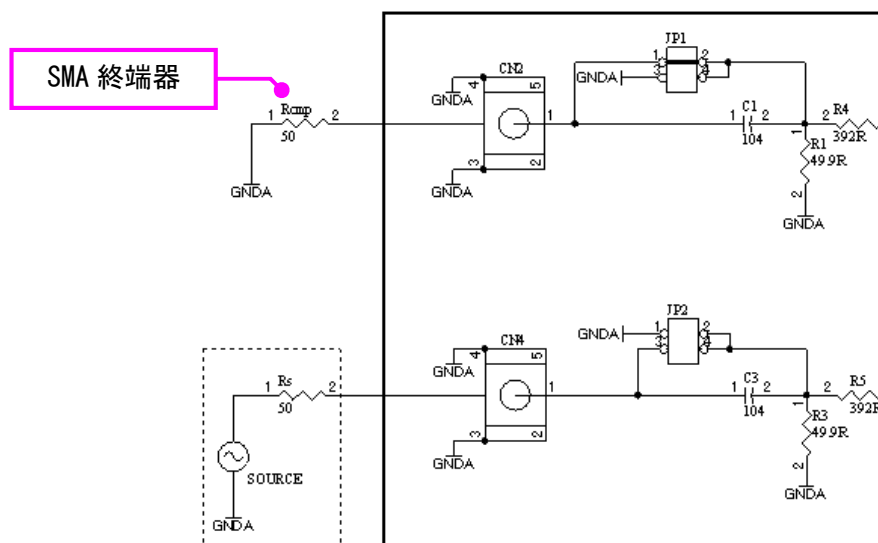 SMA 終端器
Rcmp
1
2
50
GNDA
CN2
4
5
GNDA
1
3
2
GNDA
JP1
1
2
3
4
GNDA
C1
1
2
104
2
R4
392R
1
R1
49.9R
2
GNDA
JP2
1
2
3
4
GNDA
CN4
4
5
GNDA
1
3
2
GNDA
C3
1
2
104
2
R5
392R
1
R3
49.9R
2
GNDA
Rs
1
2
50
SOURCE
GNDA